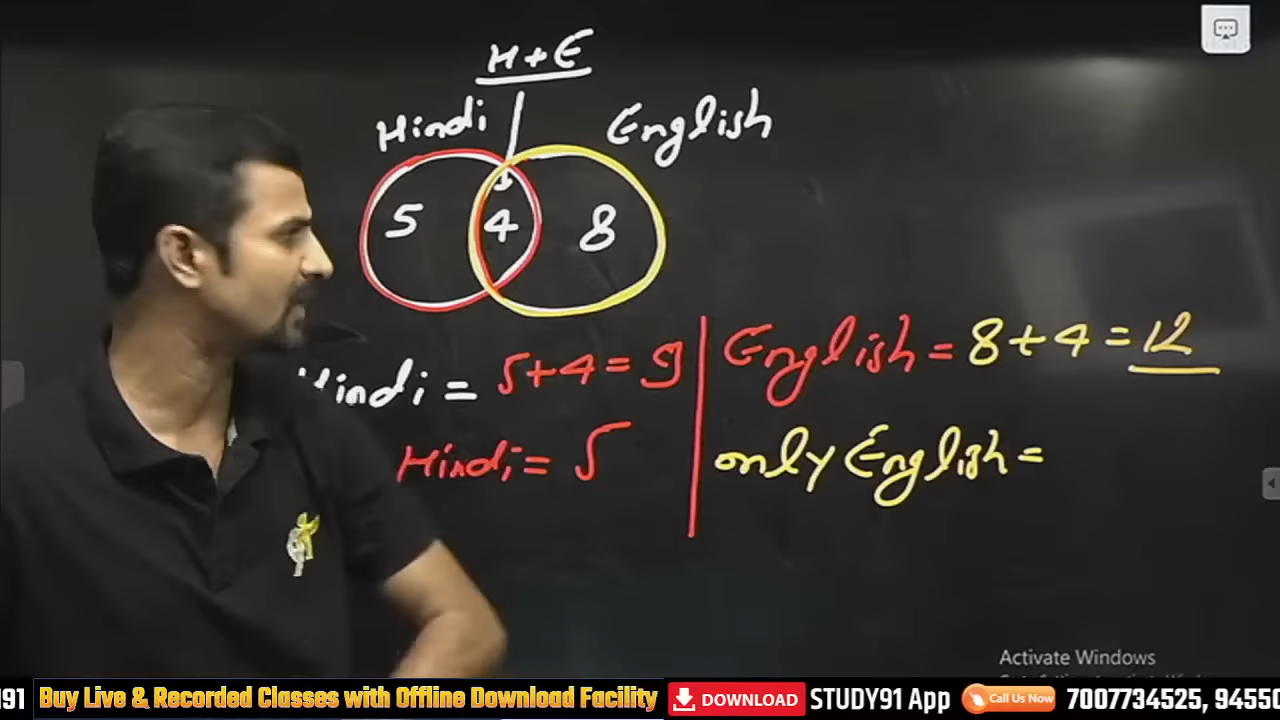 H+E
Hindi
English
5 4 8
Hindi = 5+4=9
English = 8+4=12
Hindi = 5
only English =
Activate Windows
91
Buy Live & Recorded Classes with Offline Download Facility
DOWNLOAD
STUDY91 App
Call Us Now
7007734525, 9455